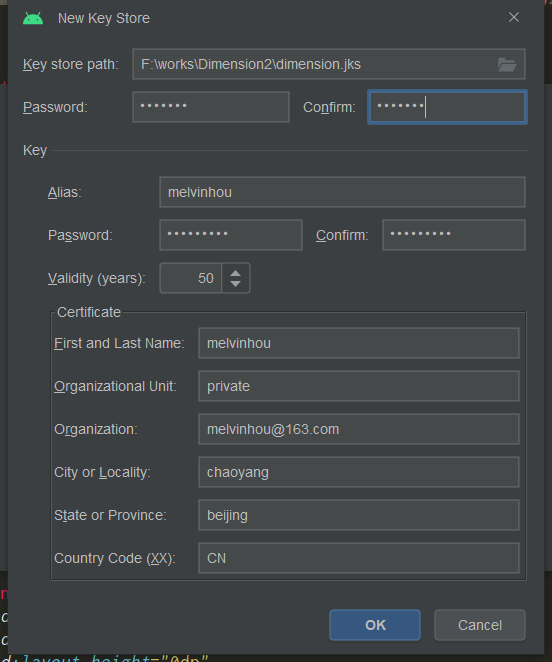 New Key Store
Key store path: F:\works\Dimension2\dimension.jks
Password: ••••••• Confirm: •••••••
Key
Alias: melvinhou
Password: ••••••••• Confirm: •••••••••
Validity (years): 50
Certificate
First and Last Name: melvinhou
Organizational Unit: private
Organization: melvinhou@163.com
City or Locality: chaoyang
State or Province: beijing
Country Code (XX): CN
OK Cancel
d:layout_height="0dp"